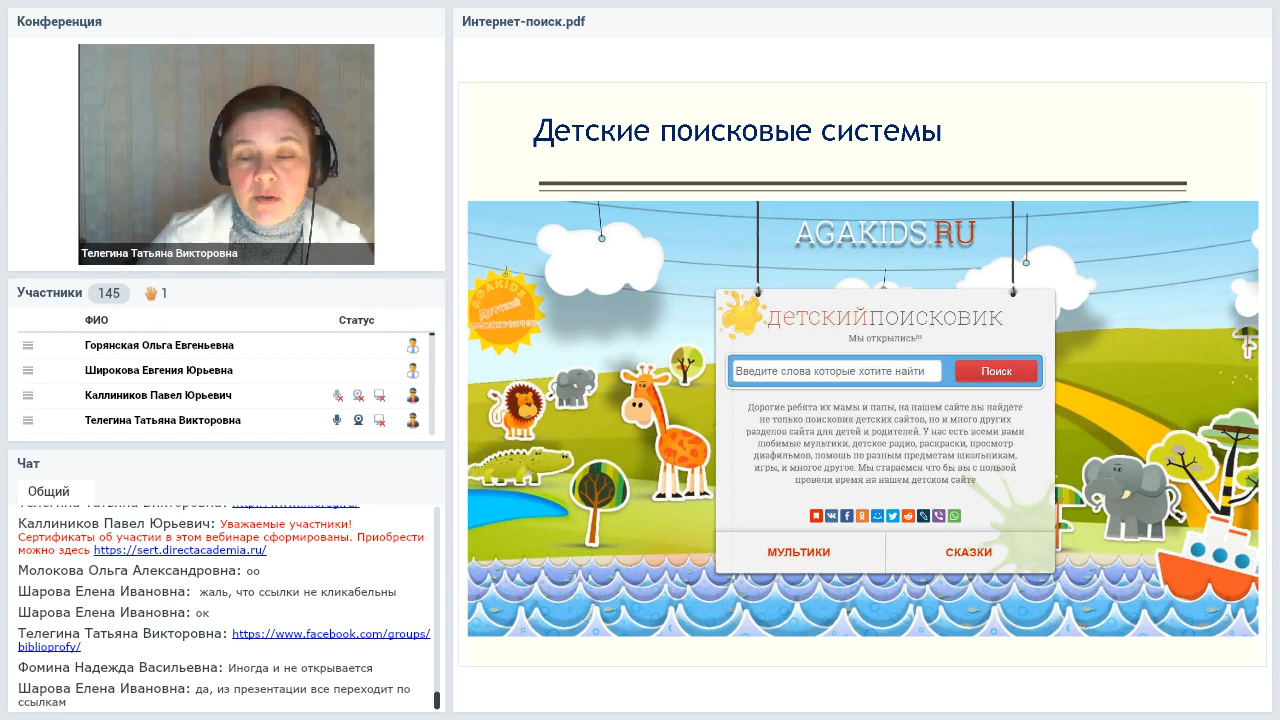 Конференция
Телегина Татьяна Викторовна
Участники 145 1
ФИО Статус
Горянская Ольга Евгеньевна
Широкова Евгения Юрьевна
Каллиников Павел Юрьевич
Телегина Татьяна Викторовна
Чат
Общий
Каллиников Павел Юрьевич: Уважаемые участники!
Сертификаты об участии в этом вебинаре сформированы. Приобрести
можно здесь https://sert.directacademia.ru/
Молокова Ольга Александровна: оо
Шарова Елена Ивановна: жаль, что ссылки не кликабельны
Шарова Елена Ивановна: ок
Телегина Татьяна Викторовна: https://www.facebook.com/groups/
biblioprofy/
Фомина Надежда Васильевна: Иногда и не открывается
Шарова Елена Ивановна: да, из презентации все переходит по
ссылкам
Интернет-поиск.pdf
Детские поисковые системы
AGAKIDS.RU
AGAKIDS
детский
детскийпоисковик
Мы открылись!!!
Введите слова которые хотите найти Поиск
Дорогие ребята их мамы и папы, на нашем сайте вы найдёте
не только поисковик детских сайтов, но и много других
разделов сайта для детей и родителей. У нас есть всеми вами
любимые мультики, детское радио, раскраски, просмотр
диафильмов, помошь по разным предметам школьникам,
игры, и многое другое. Мы стараемся что бы вы с пользой
провели время на нашем детском сайте
МУЛЬТИКИ СКАЗКИ